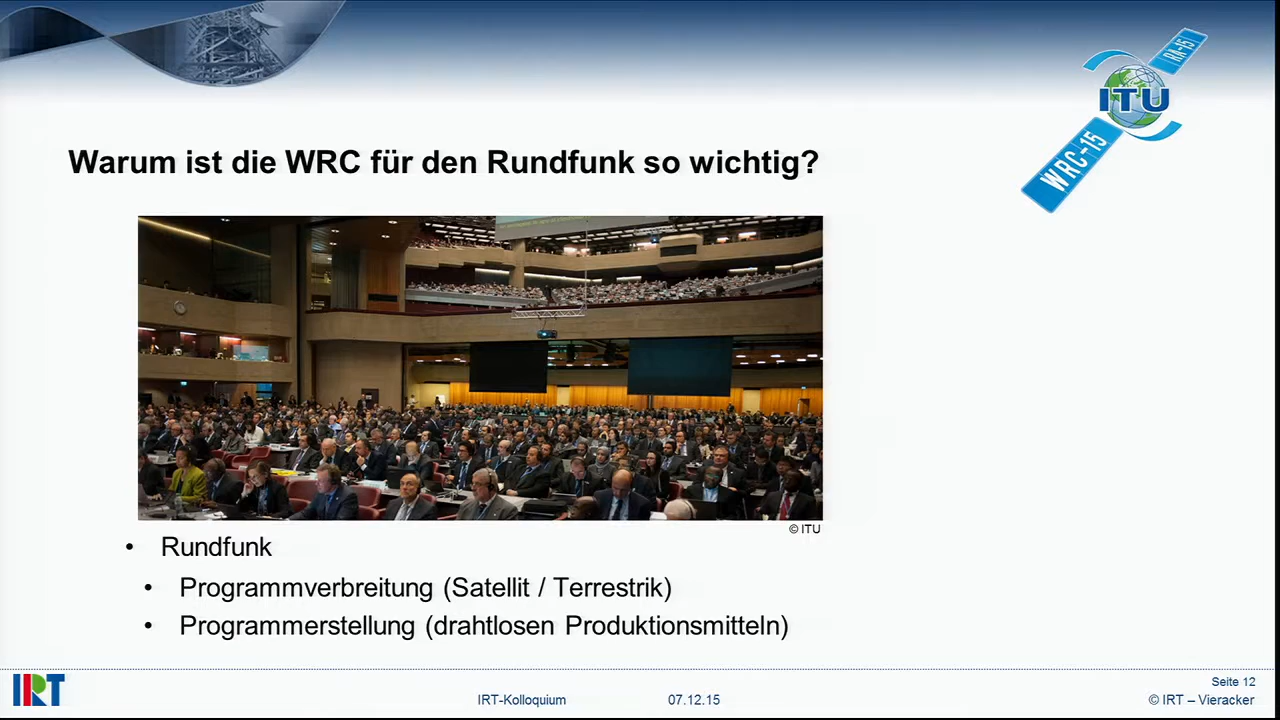 RA-15
ITU
WRC-15
Warum ist die WRC für den Rundfunk so wichtig?
© ITU
• Rundfunk
• Programmverbreitung (Satellit / Terrestrik)
• Programmerstellung (drahtlosen Produktionsmitteln)
Seite 12
IRT
IRT-Kolloquium
07.12.15
© IRT – Vieracker